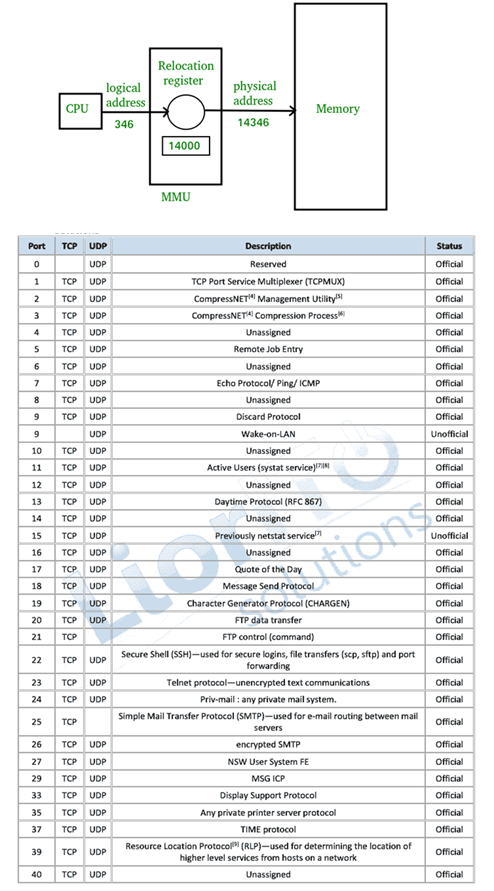 Relocation
register
logical
address
physical
address
CPU
346
14000
14346
Memory
MMU
Port TCP UDP Description Status
0 UDP Reserved Official
1 TCP UDP TCP Port Service Multiplexer (TCPMUX) Official
2 TCP UDP CompressNET[4] Management Utility[5] Official
3 TCP UDP CompressNET[4] Compression Process[6] Official
4 TCP UDP Unassigned Official
5 TCP UDP Remote Job Entry Official
6 TCP UDP Unassigned Official
7 TCP UDP Echo Protocol/ Ping/ ICMP Official
8 TCP UDP Unassigned Official
9 TCP UDP Discard Protocol Official
9 UDP Wake-on-LAN Unofficial
10 TCP UDP Unassigned Official
11 TCP UDP Active Users (systat service)[7][8] Official
12 TCP UDP Unassigned Official
13 TCP UDP Daytime Protocol (RFC 867) Official
14 TCP UDP Unassigned Official
15 TCP UDP Previously netstat service[7] Unofficial
16 TCP UDP Unassigned Official
17 TCP UDP Quote of the Day Official
18 TCP UDP Message Send Protocol Official
19 TCP UDP Character Generator Protocol (CHARGEN) Official
20 TCP UDP FTP data transfer Official
21 TCP FTP control (command) Official
22 TCP UDP Secure Shell (SSH)—used for secure logins, file transfers (scp, sftp) and port
forwarding Official
23 TCP UDP Telnet protocol—unencrypted text communications Official
24 TCP UDP Priv-mail : any private mail system. Official
25 TCP Simple Mail Transfer Protocol (SMTP)—used for e-mail routing between mail
servers Official
26 TCP UDP encrypted SMTP Official
27 TCP UDP NSW User System FE Official
29 TCP UDP MSG ICP Official
33 TCP UDP Display Support Protocol Official
35 TCP UDP Any private printer server protocol Official
37 TCP UDP TIME protocol Official
39 TCP UDP Resource Location Protocol[9] (RLP)—used for determining the location of
higher level services from hosts on a network Official
40 TCP UDP Unassigned Official
solutions